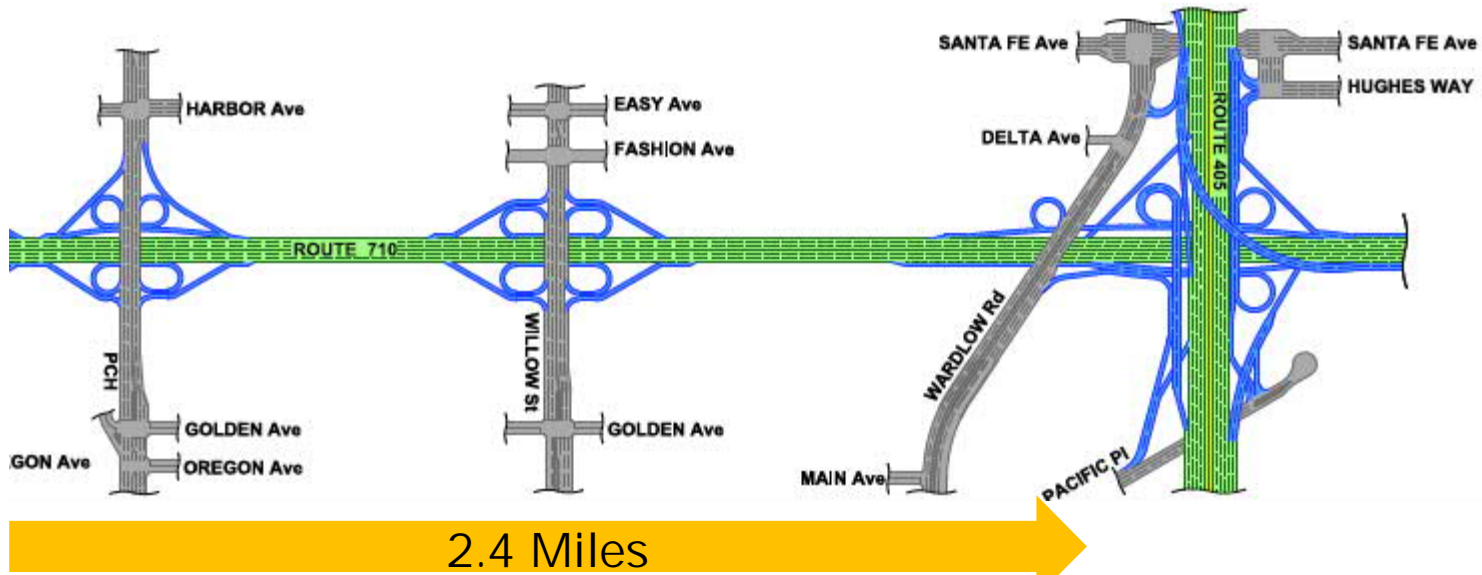 SANTA FE Ave
SANTA FE Ave
HUGHES WAY
HARBOR Ave
EASY Ave
FASHION Ave
DELTA Ave
ROUTE 405
ROUTE 710
PCH
WILLOW St
WARDLOW Rd
GOLDEN Ave
GOLDEN Ave
GON Ave
OREGON Ave
MAIN Ave
PACIFIC Pl
2.4 Miles